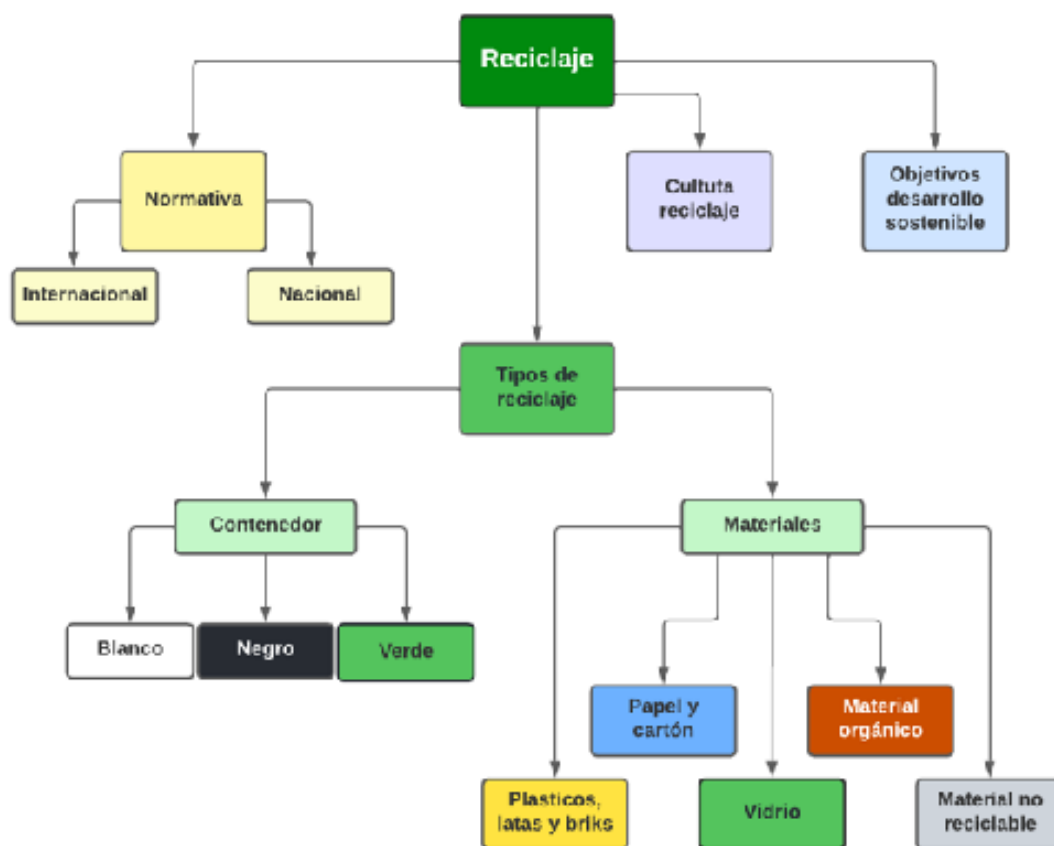 Reciclaje
Normativa
Cultuta
reciclaje
Objetivos
desarrollo
sostenible
Internacional
Nacional
Tipos de
reciclaje
Contenedor
Materiales
Blanco
Negro
Verde
Papel y
cartón
Material
orgánico
Plasticos,
latas y briks
Vidrio
Material no
reciclable